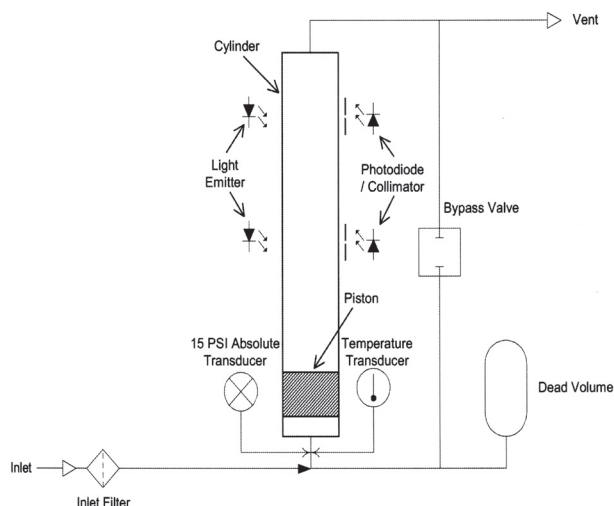 Vent
Cylinder
Light
Emitter
Photodiode
/ Collimator
Bypass Valve
Piston
15 PSI Absolute
Transducer
Temperature
Transducer
Dead Volume
Inlet
Inlet Filter